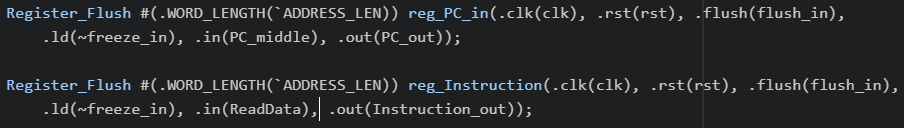 Register_Flush #(.WORD_LENGTH(`ADDRESS_LEN)) reg_PC_in(.clk(clk), .rst(rst), .flush(flush_in),
.ld(~freeze_in), .in(PC_middle), .out(PC_out));
Register_Flush #(.WORD_LENGTH(`ADDRESS_LEN)) reg_Instruction(.clk(clk), .rst(rst), .flush(flush_in),
.ld(~freeze_in), .in(ReadData), .out(Instruction_out));